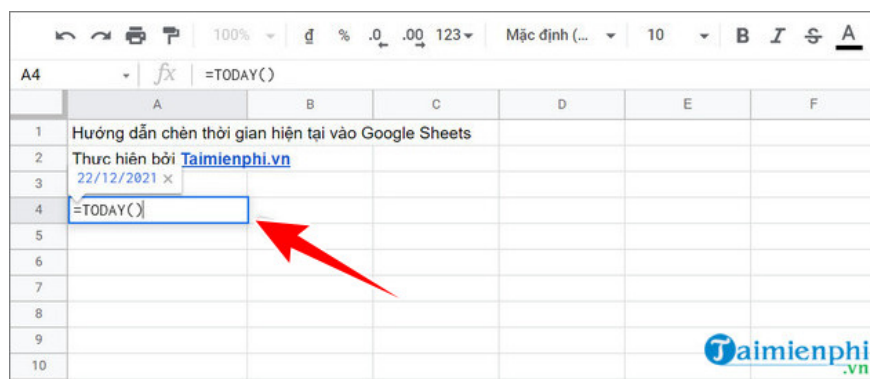 100% ₫ % .0 .00 123 Mặc định (... 10 B I S A
A4 fx =TODAY()
A B C D E F
1 Hướng dẫn chèn thời gian hiện tại vào Google Sheets
2 Thực hiện bởi Taimienphi.vn
22/12/2021 ×
3
4 =TODAY()
5
6
7
8
9
10
Taimienphi
.vn